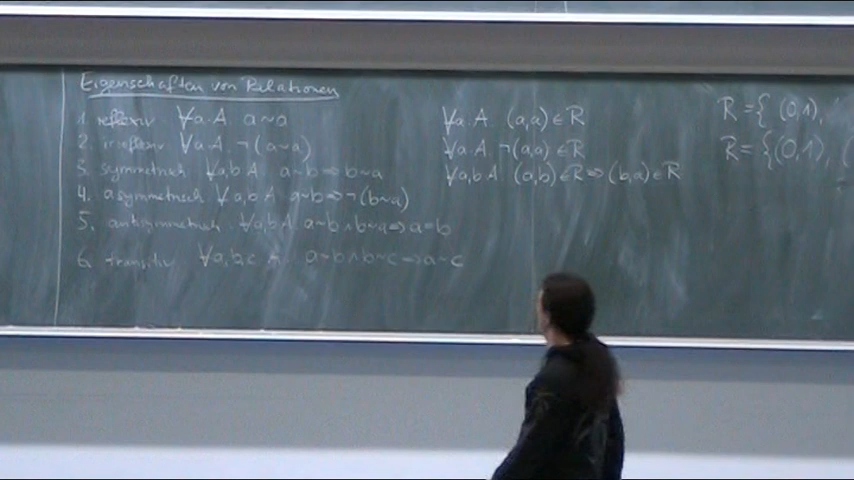 Eigenschaften von Relationen
1. reflexiv ∀a:A. a~a
2. irreflexiv ∀a:A. ¬(a~a)
3. symmetrisch ∀a,b:A. a~b⇒b~a
4. asymmetrisch ∀a,b:A. a~b⇒¬(b~a)
5. antisymmetrisch ∀a,b:A. a~b∧b~a⇒a=b
6. transitiv ∀a,b,c:A. a~b∧b~c⇒a~c
∀a:A. (a,a)∈R
∀a:A. ¬(a,a)∈R
∀a,b:A. (a,b)∈R⇒(b,a)∈R
R={ (0,1),
R={(0,1), (